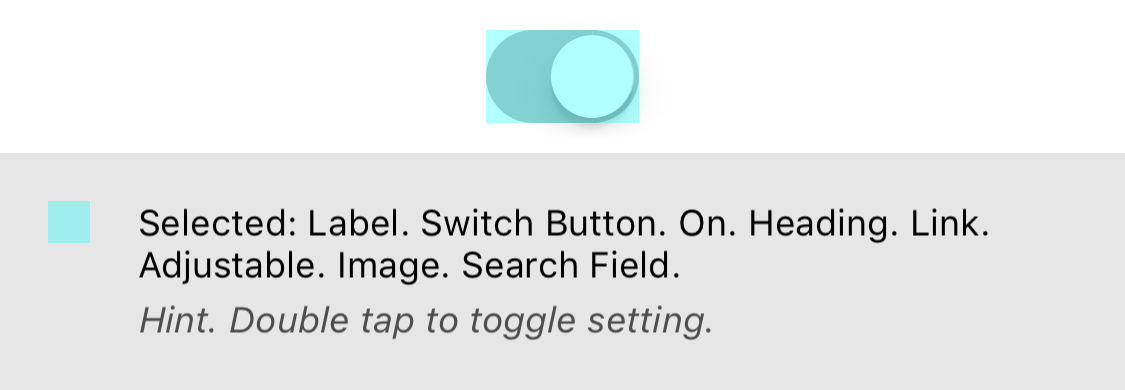 Selected: Label. Switch Button. On. Heading. Link.
Adjustable. Image. Search Field.
Hint. Double tap to toggle setting.